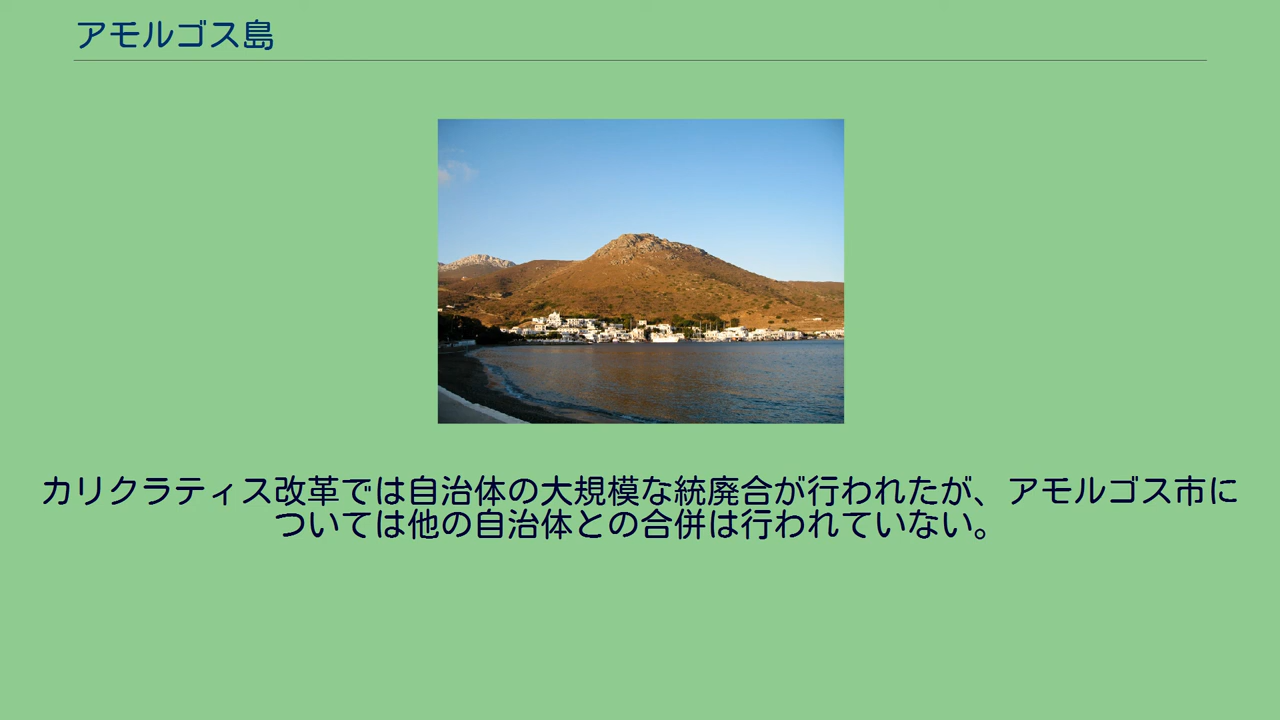 アモルゴス島
カリクラティス改革では自治体の大規模な統廃合が行われたが、アモルゴス市に
ついては他の自治体との合併は行われていない。